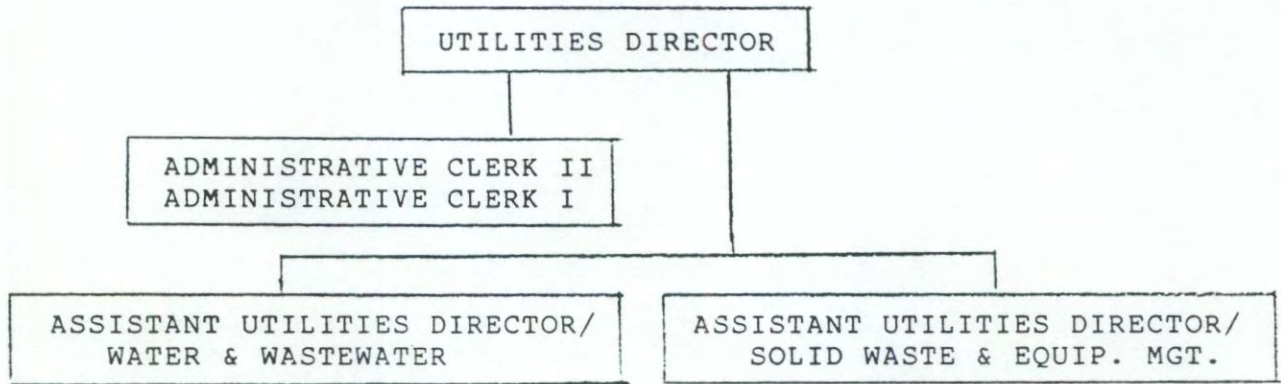 UTILITIES DIRECTOR
ADMINISTRATIVE CLERK II
ADMINISTRATIVE CLERK I
ASSISTANT UTILITIES DIRECTOR/
WATER & WASTEWATER
ASSISTANT UTILITIES DIRECTOR/
SOLID WASTE & EQUIP. MGT.